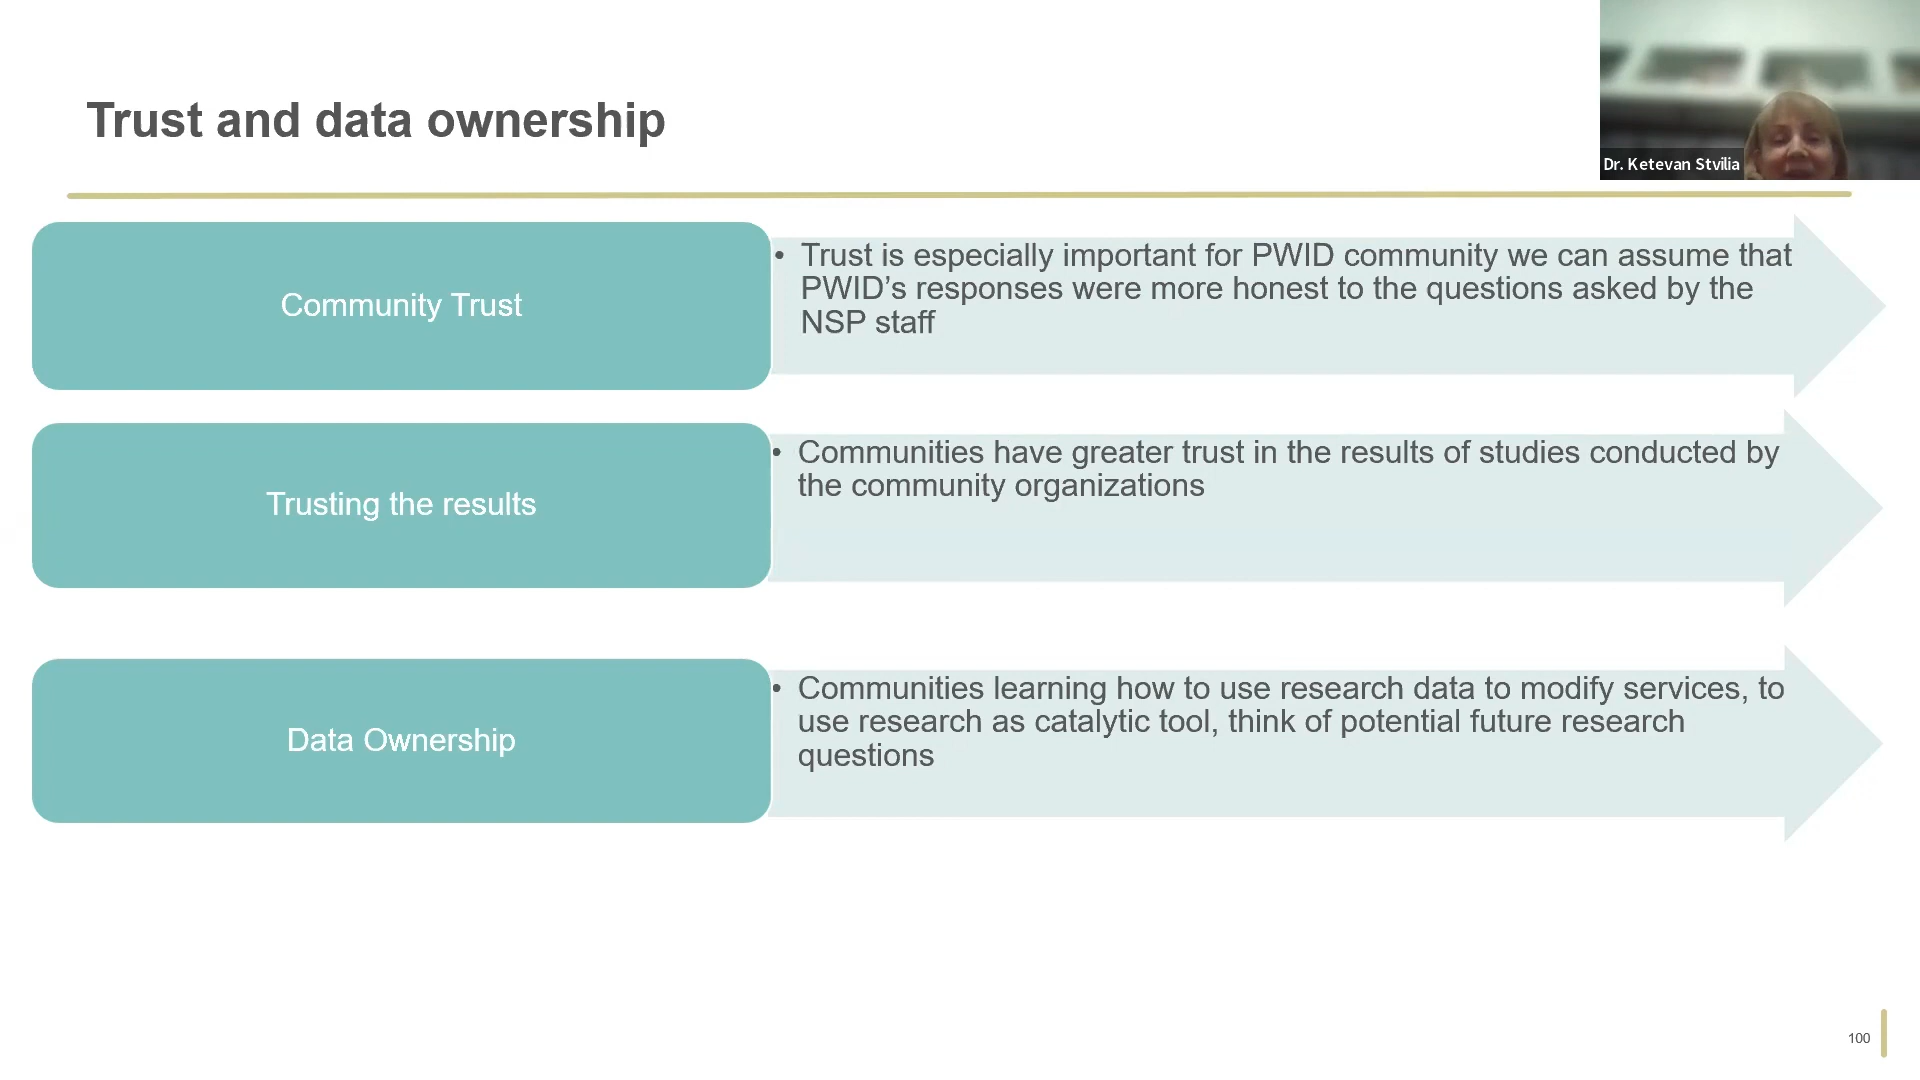 Trust and data ownership
Dr. Ketevan Stvilia
Community Trust
• Trust is especially important for PWID community we can assume that
PWID’s responses were more honest to the questions asked by the
NSP staff
Trusting the results
• Communities have greater trust in the results of studies conducted by
the community organizations
Data Ownership
• Communities learning how to use research data to modify services, to
use research as catalytic tool, think of potential future research
questions
100